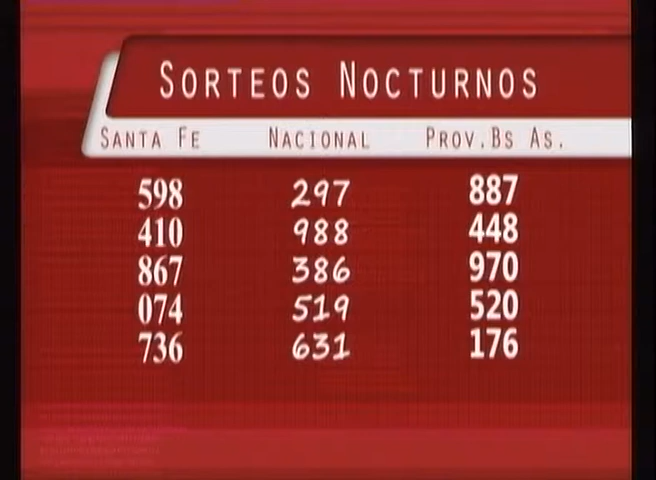 SORTEOS NOCTURNOS
SANTA FE NACIONAL PROV.BS AS.
598 297 887
410 988 448
867 386 970
074 519 520
736 631 176